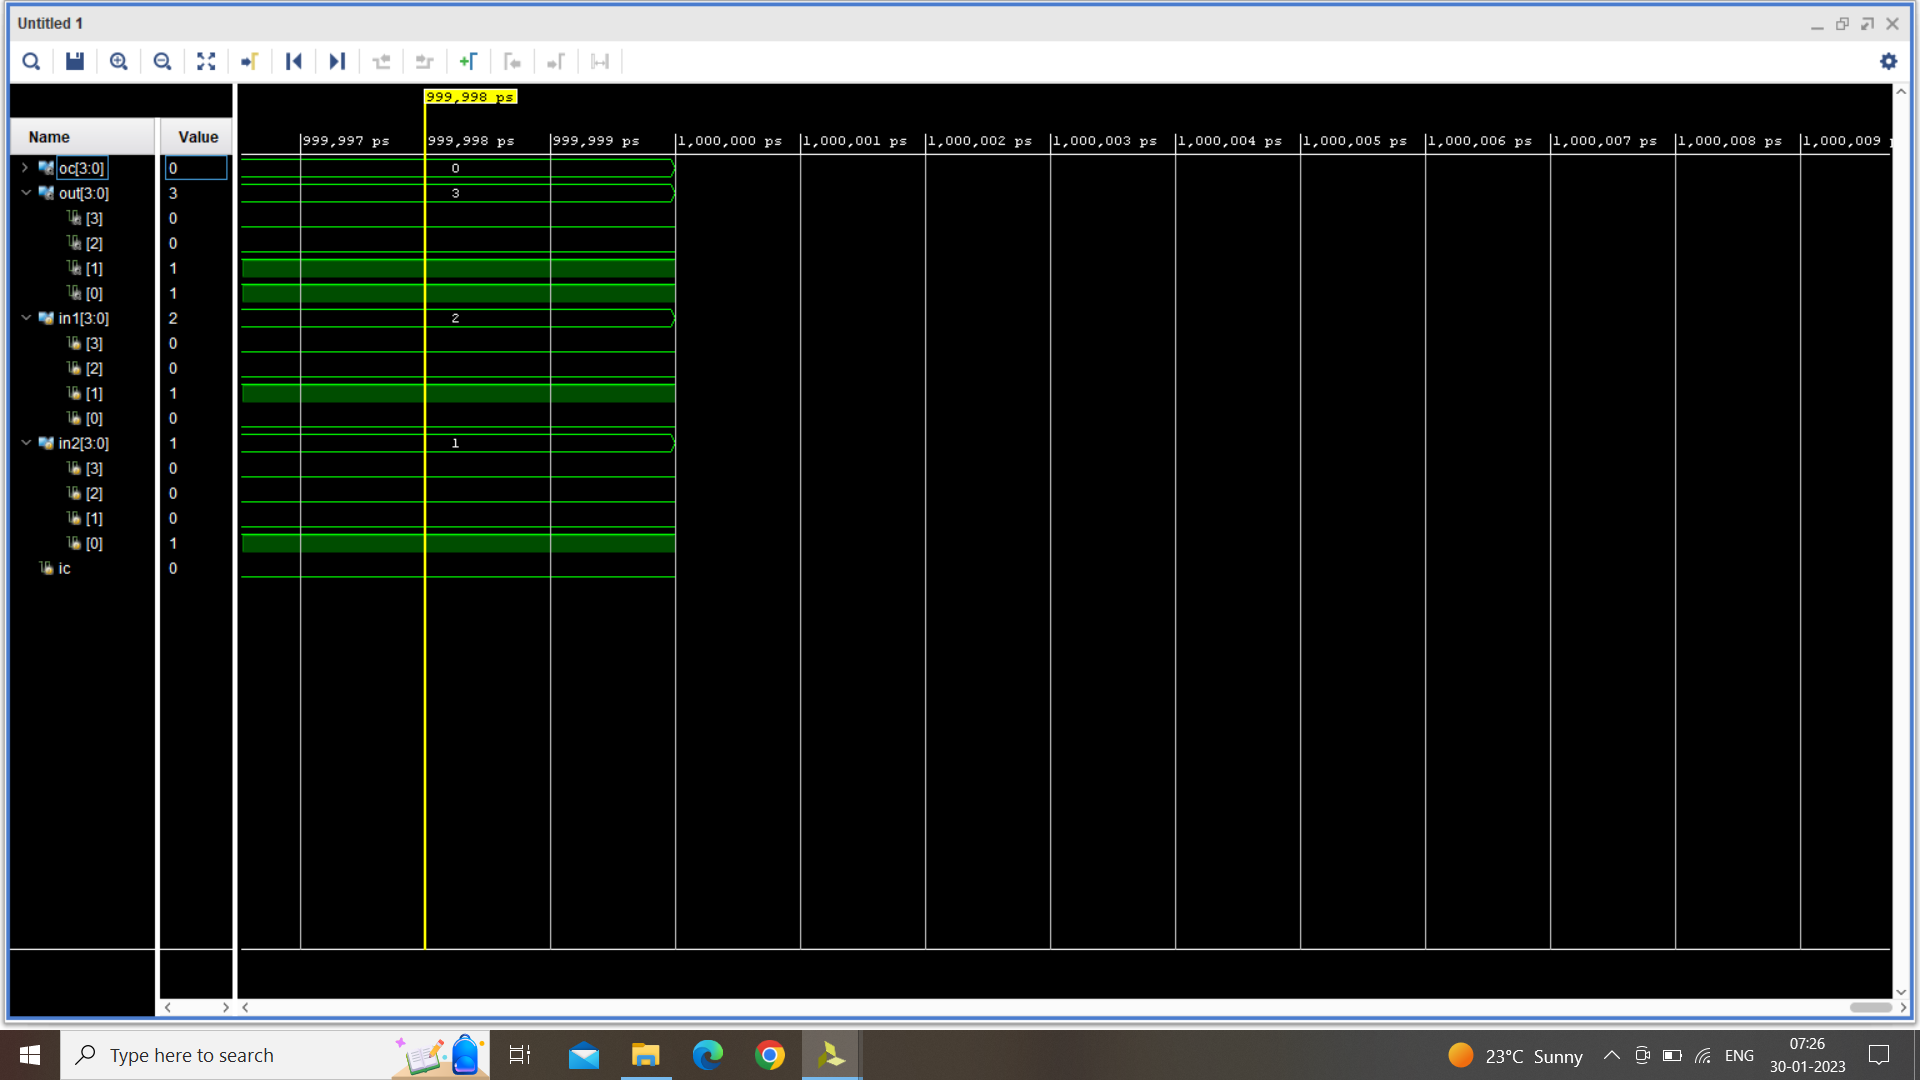 Untitled 1
999,998 ps
Name Value
999,997 ps 999,998 ps 999,999 ps 1,000,000 ps 1,000,001 ps 1,000,002 ps 1,000,003 ps 1,000,004 ps 1,000,005 ps 1,000,006 ps 1,000,007 ps 1,000,008 ps 1,000,009
oc[3:0] 0 0
out[3:0] 3 3
[3] 0
[2] 0
[1] 1
[0] 1
in1[3:0] 2 2
[3] 0
[2] 0
[1] 1
[0] 0
in2[3:0] 1 1
[3] 0
[2] 0
[1] 0
[0] 1
ic 0
Type here to search
23°C Sunny
ENG
07:26
30-01-2023